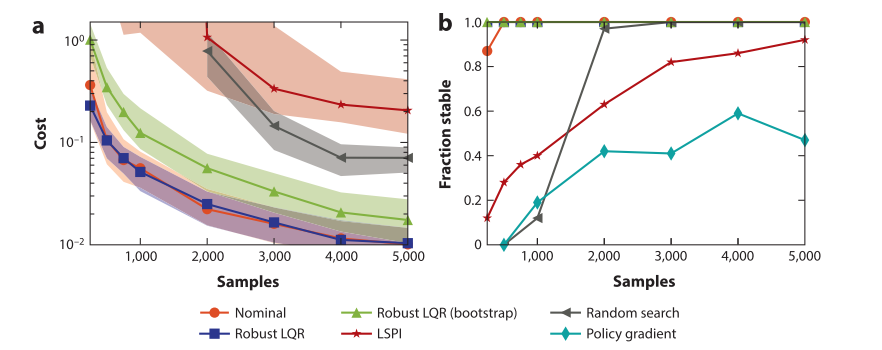 a
b
10⁰
10⁻¹
10⁻²
Cost
1,000
2,000
3,000
4,000
5,000
Samples
1.0
0.8
0.6
0.4
0.2
0
Fraction stable
1,000
2,000
3,000
4,000
5,000
Samples
Nominal
Robust LQR (bootstrap)
Random search
Robust LQR
LSPI
Policy gradient